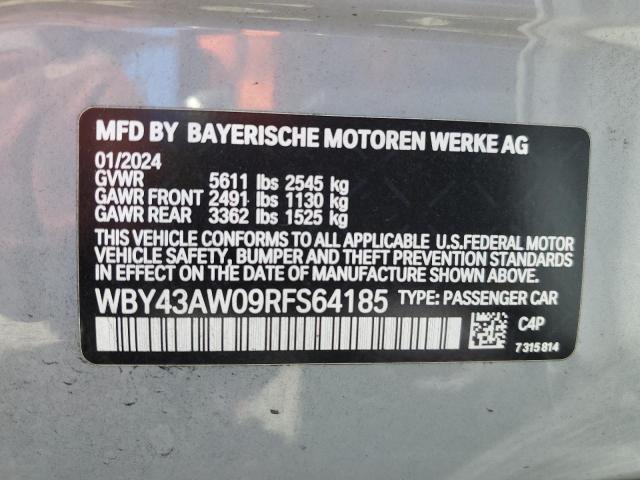 MFD BY BAYERISCHE MOTOREN WERKE AG
01/2024
GVWR 5611 lbs 2545 kg
GAWR FRONT 2491 lbs 1130 kg
GAWR REAR 3362 lbs 1525 kg
THIS VEHICLE CONFORMS TO ALL APPLICABLE U.S.FEDERAL MOTOR
VEHICLE SAFETY, BUMPER, AND THEFT PREVENTION STANDARDS
IN EFFECT ON THE DATE OF MANUFACTURE SHOWN ABOVE.
WBY43AW09RFS64185 TYPE: PASSENGER CAR
C4P
7315814